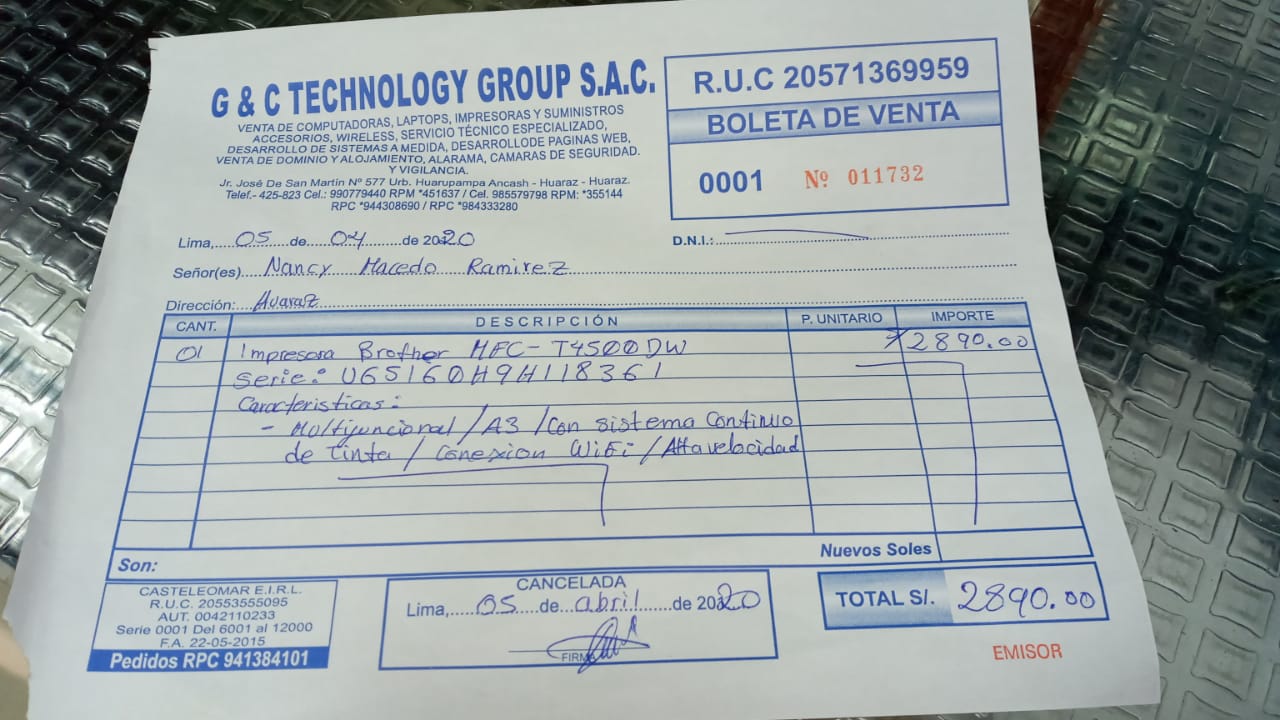 G & C TECHNOLOGY GROUP S.A.C.
VENTA DE COMPUTADORAS, LAPTOPS, IMPRESORAS Y SUMINISTROS
ACCESORIOS, WIRELESS, SERVICIO TÉCNICO ESPECIALIZADO,
DESARROLLO DE SISTEMAS A MEDIDA, DESARROLLODE PAGINAS WEB,
VENTA DE DOMINIO Y ALOJAMIENTO, ALARAMA, CAMARAS DE SEGURIDAD.
Y VIGILANCIA.
Jr. José De San Martín Nº 577 Urb. Huarupampa Ancash - Huaraz - Huaraz.
Telef.- 425-823 Cel.: 990779440 RPM *451637 / Cel. 985579798 RPM: *355144
RPC *944308690 / RPC *984333280
R.U.C 20571369959
BOLETA DE VENTA
0001 Nº 011732
Lima, 05 de 04 de 2020
D.N.I.:
Señor(es) Nancy Macedo Ramirez
Dirección: Huaraz
CANT. DESCRIPCIÓN P. UNITARIO IMPORTE
01 Impresora Brother MFC-T4500DW 2890.00
Serie: U65160H9H118361
Caracteristicas:
- Multifuncional / A3 / Con sistema Continuo
de Tinta / Conexion WiFi / Alta velocidad
Nuevos Soles
Son:
CASTELEOMAR E.I.R.L.
R.U.C. 20553555095
AUT. 0042110233
Serie 0001 Del 6001 al 12000
F.A. 22-05-2015
Pedidos RPC 941384101
CANCELADA
Lima, 05 de abril de 2020
FIRMA
TOTAL S/. 2890.00
EMISOR